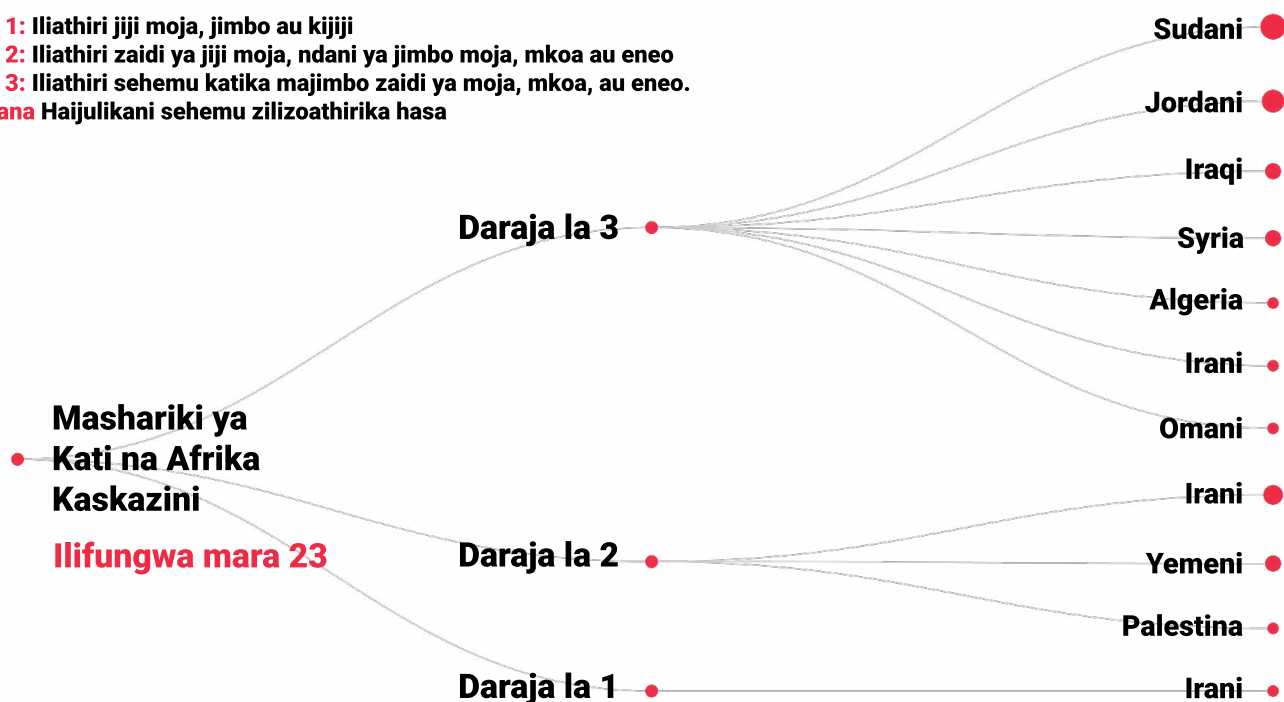 1: Iliathiri jiji moja, jimbo au kijiji
2: Iliathiri zaidi ya jiji moja, ndani ya jimbo moja, mkoa au eneo
3: Iliathiri sehemu katika majimbo zaidi ya moja, mkoa, au eneo.
ana Haijulikani sehemu zilizoathirika hasa
Mashariki ya
Kati na Afrika
Kaskazini
Ilifungwa mara 23
Daraja la 3
Sudani
Jordani
Iraqi
Syria
Algeria
Irani
Omani
Daraja la 2
Irani
Yemeni
Palestina
Daraja la 1
Irani